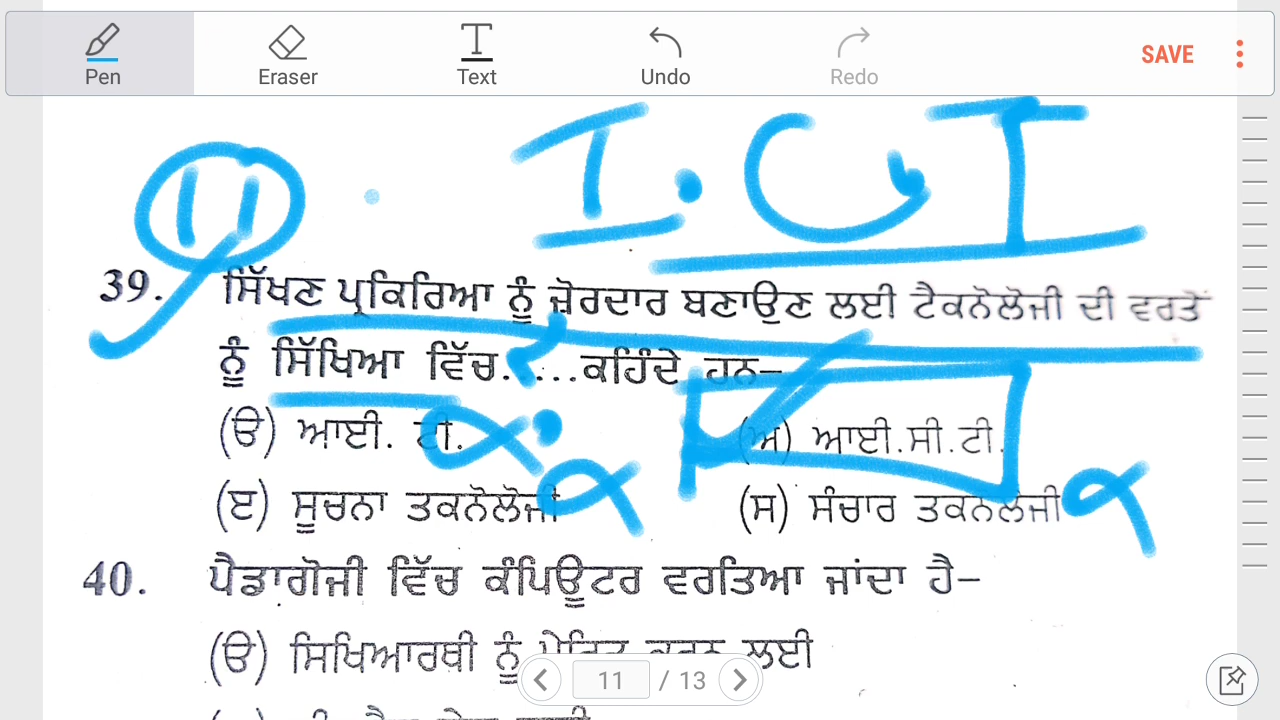 Pen Eraser Text Undo Redo SAVE
11 I.C.T
39. ਸਿੱਖਣ ਪ੍ਰਕਿਰਿਆ ਨੂੰ ਜ਼ੋਰਦਾਰ ਬਣਾਉਣ ਲਈ ਟੈਕਨੋਲੋਜੀ ਦੀ ਵਰਤੋਂ
ਨੂੰ ਸਿੱਖਿਆ ਵਿੱਚ.....ਕਹਿੰਦੇ ਹਨ–
(ੳ) ਆਈ. ਟੀ. (ਅ) ਆਈ.ਸੀ.ਟੀ.
(ੲ) ਸੂਚਨਾ ਤਕਨੋਲੋਜੀ (ਸ) ਸੰਚਾਰ ਤਕਨੋਲੋਜੀ
40. ਪੈਡਾਗੋਜੀ ਵਿੱਚ ਕੰਪਿਊਟਰ ਵਰਤਿਆ ਜਾਂਦਾ ਹੈ–
(ੳ) ਸਿਖਿਆਰਥੀ ਨੂੰ ਪ੍ਰੇਰਿਤ ਕਰਨ ਲਈ
11 / 13